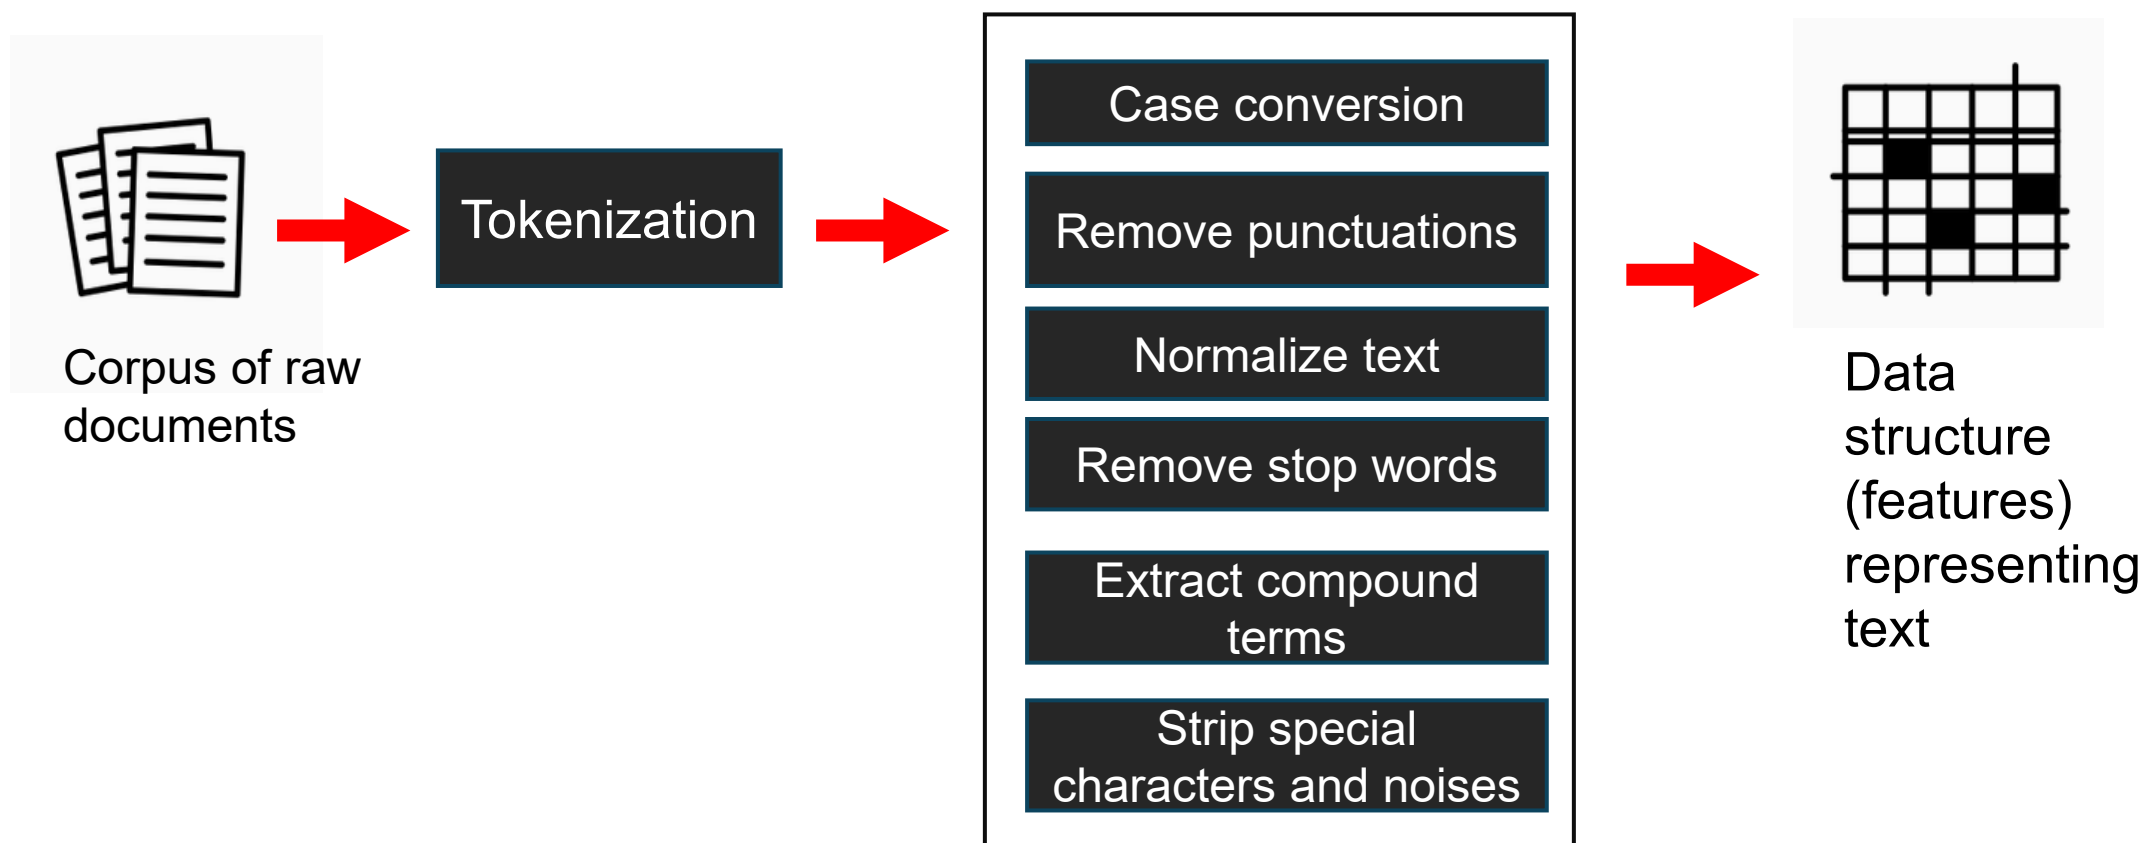 Corpus of raw
documents
Tokenization
Case conversion
Remove punctuations
Normalize text
Remove stop words
Extract compound
terms
Strip special
characters and noises
Data
structure
(features)
representing
text